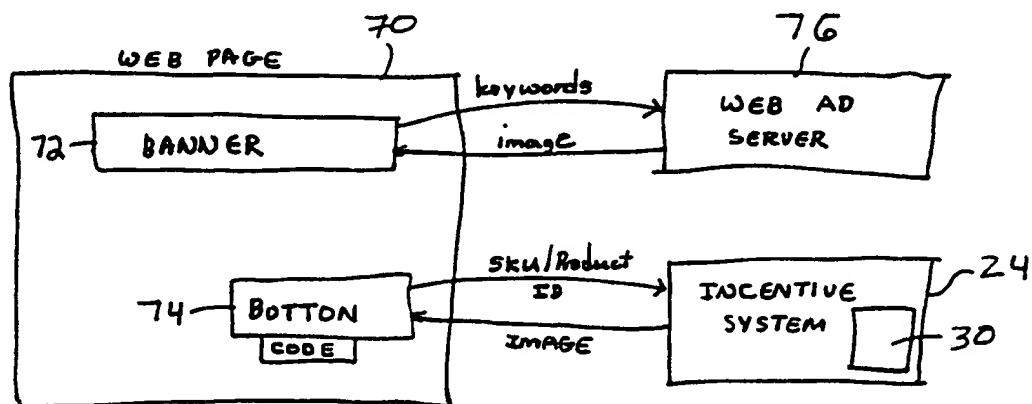 70
76
WEB PAGE
keywords
WEB AD
SERVER
72
BANNER
image
SKU/Product
ID
24
74
BOTTON
INCENTIVE
SYSTEM
30
CODE
IMAGE